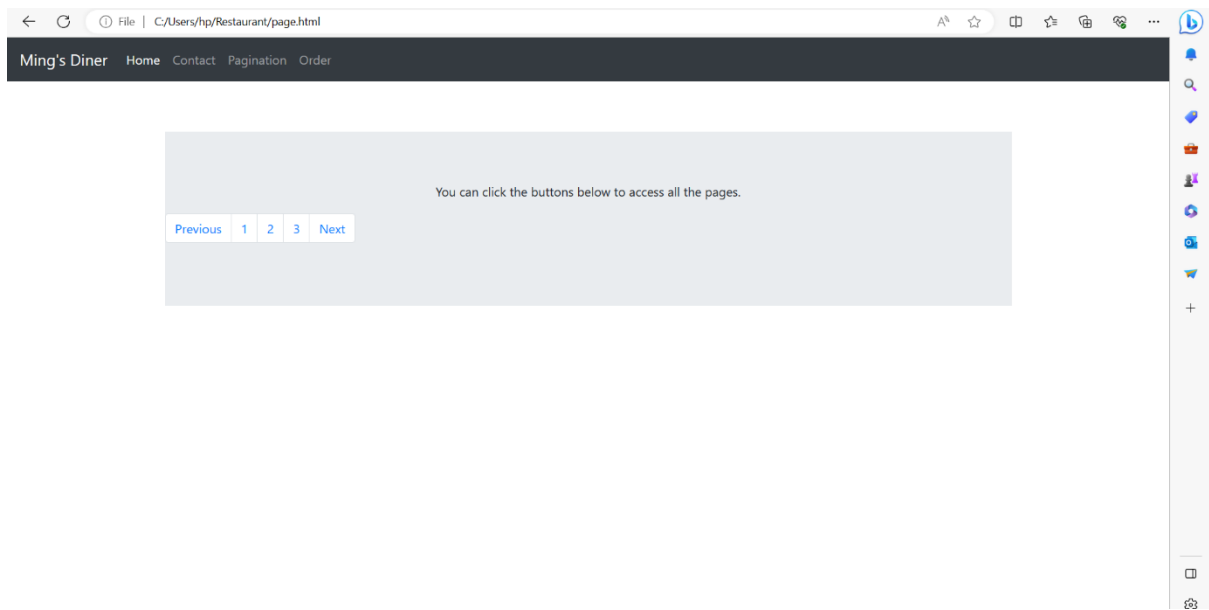 File | C:/Users/hp/Restaurant/page.html
Ming's Diner Home Contact Pagination Order
You can click the buttons below to access all the pages.
Previous 1 2 3 Next